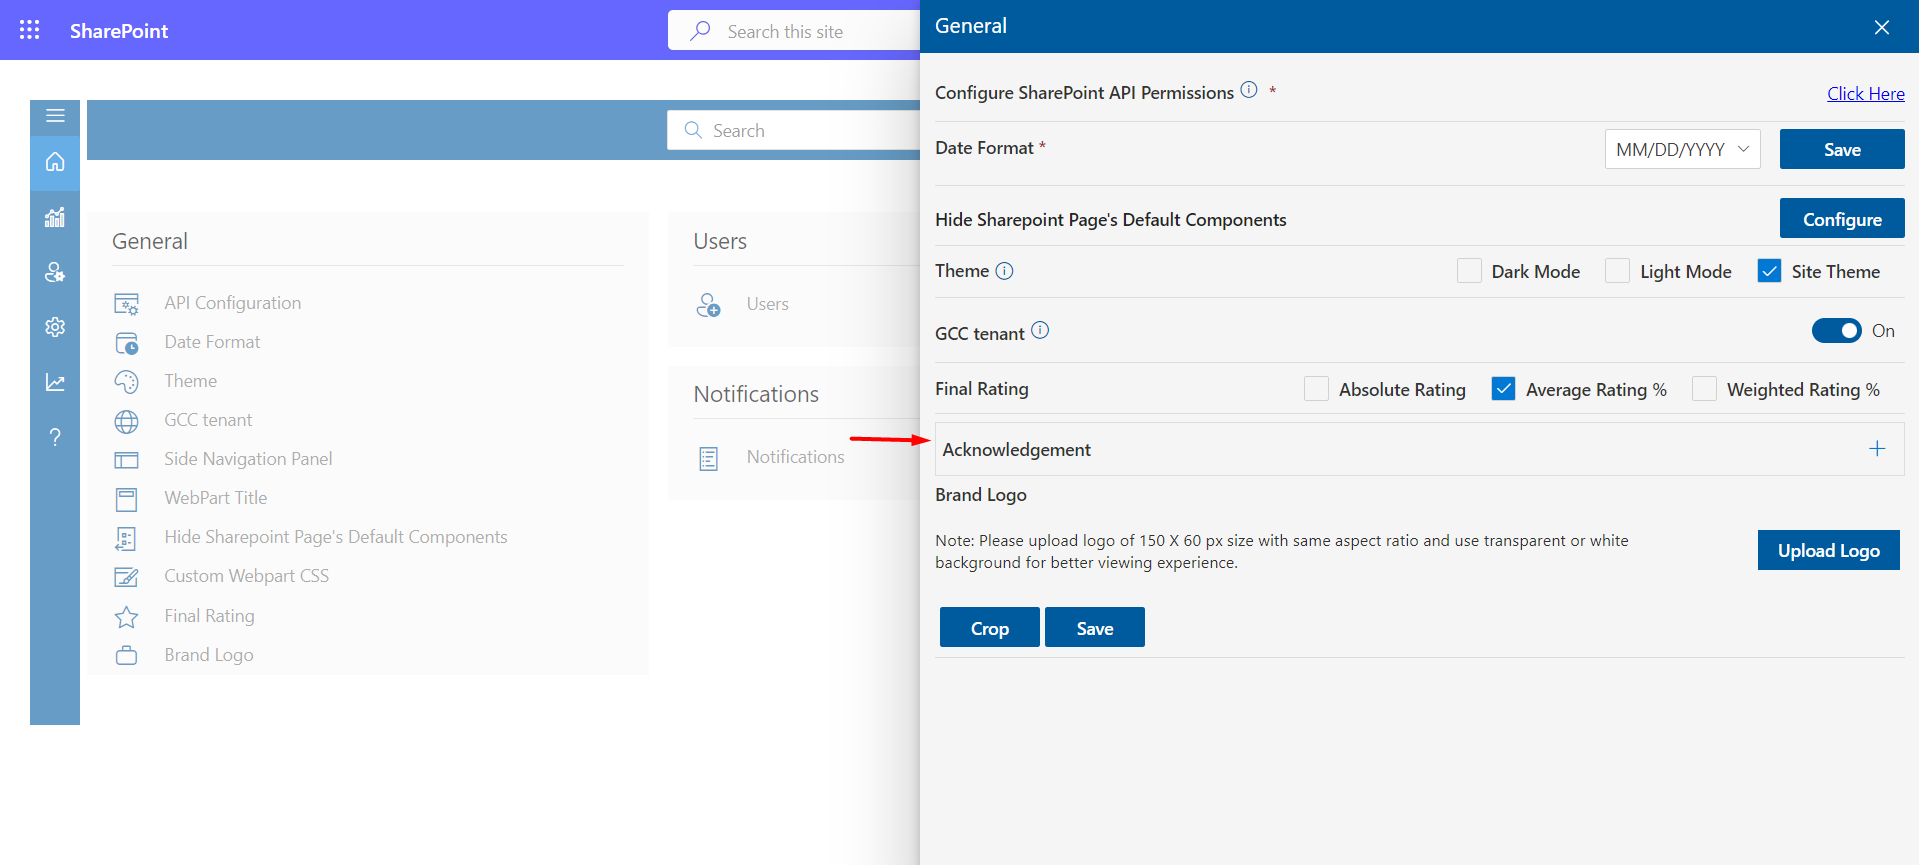 SharePoint
Search this site
Search
General
API Configuration
Date Format
Theme
GCC tenant
Side Navigation Panel
WebPart Title
Hide Sharepoint Page's Default Components
Custom Webpart CSS
Final Rating
Brand Logo
Users
Users
Notifications
Notifications
General
Configure SharePoint API Permissions *
Click Here
Date Format *
MM/DD/YYYY
Save
Hide Sharepoint Page's Default Components
Configure
Theme
Dark Mode
Light Mode
Site Theme
GCC tenant
On
Final Rating
Absolute Rating
Average Rating %
Weighted Rating %
Acknowledgement
Brand Logo
Note: Please upload logo of 150 X 60 px size with same aspect ratio and use transparent or white
background for better viewing experience.
Upload Logo
Crop
Save